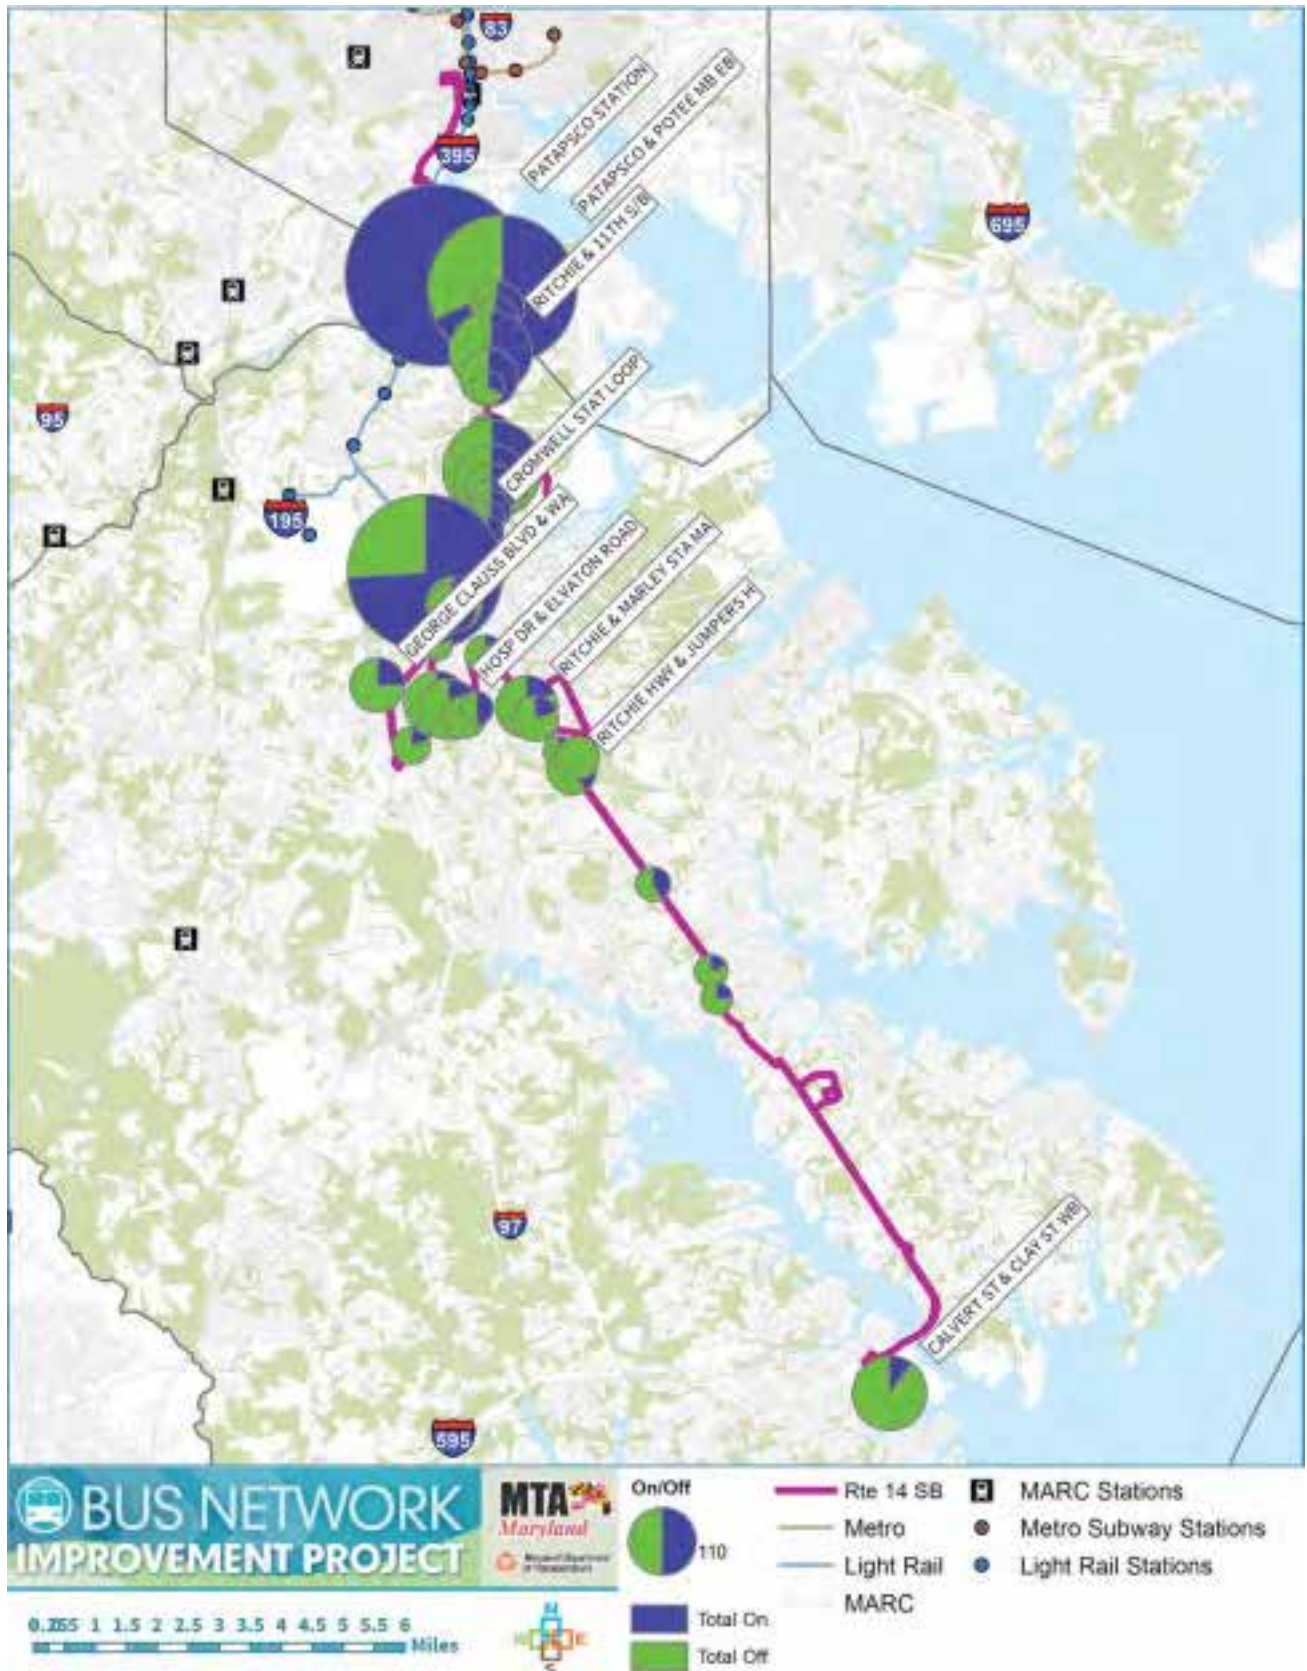 83
PATAPSCO STATION
PATAPSCO & POTEE MB EB
395
RITCHIE & 11TH S/B
695
95
CROMWELL STAT LOOP
195
GEORGE CLAUSS BLVD & WA
HOSP DR & ELVATON ROAD
RITCHIE & MARLEY STA MA
RITCHIE HWY & JUMPERS H
97
CALVERT ST & CLAY ST WB
595
BUS NETWORK
IMPROVEMENT PROJECT
MTA
Maryland
On/Off
110
Total On
Total Off
Rte 14 SB
Metro
Light Rail
MARC
MARC Stations
Metro Subway Stations
Light Rail Stations
1 1.5 2 2.5 3 3.5 4 4.5 5 5.5 6
Miles
N
E
S